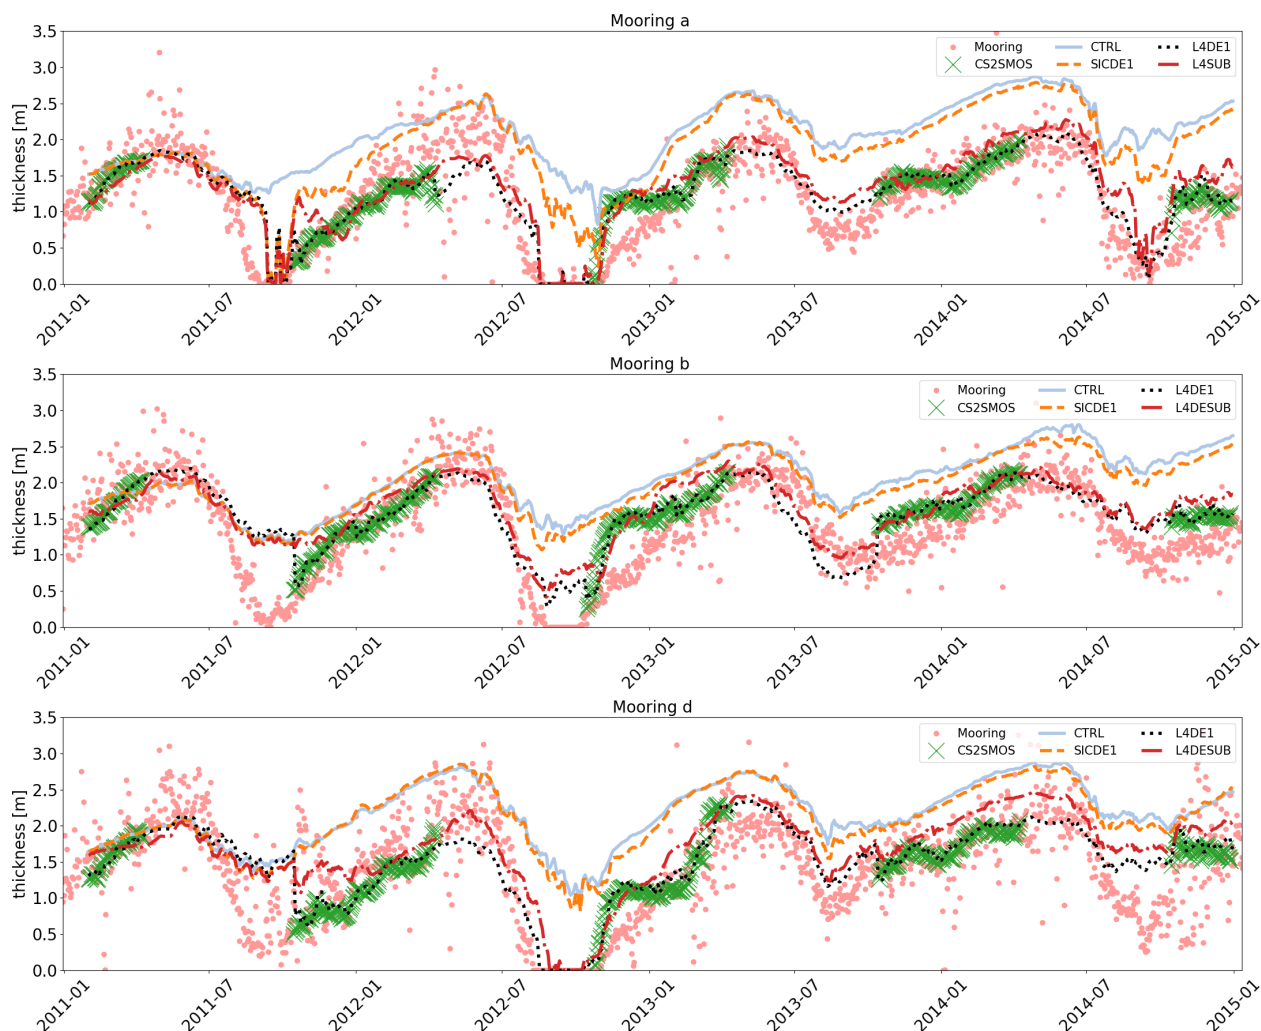 Mooring a
3.5
3.0
2.5
2.0
1.5
1.0
0.5
0.0
thickness [m]
Mooring CTRL L4DE1
CS2SMOS SICDE1 L4SUB
2011-01 2011-07 2012-01 2012-07 2013-01 2013-07 2014-01 2014-07 2015-01
Mooring b
3.5
3.0
2.5
2.0
1.5
1.0
0.5
0.0
thickness [m]
Mooring CTRL L4DE1
CS2SMOS SICDE1 L4DESUB
2011-01 2011-07 2012-01 2012-07 2013-01 2013-07 2014-01 2014-07 2015-01
Mooring d
3.5
3.0
2.5
2.0
1.5
1.0
0.5
0.0
thickness [m]
Mooring CTRL L4DE1
CS2SMOS SICDE1 L4DESUB
2011-01 2011-07 2012-01 2012-07 2013-01 2013-07 2014-01 2014-07 2015-01